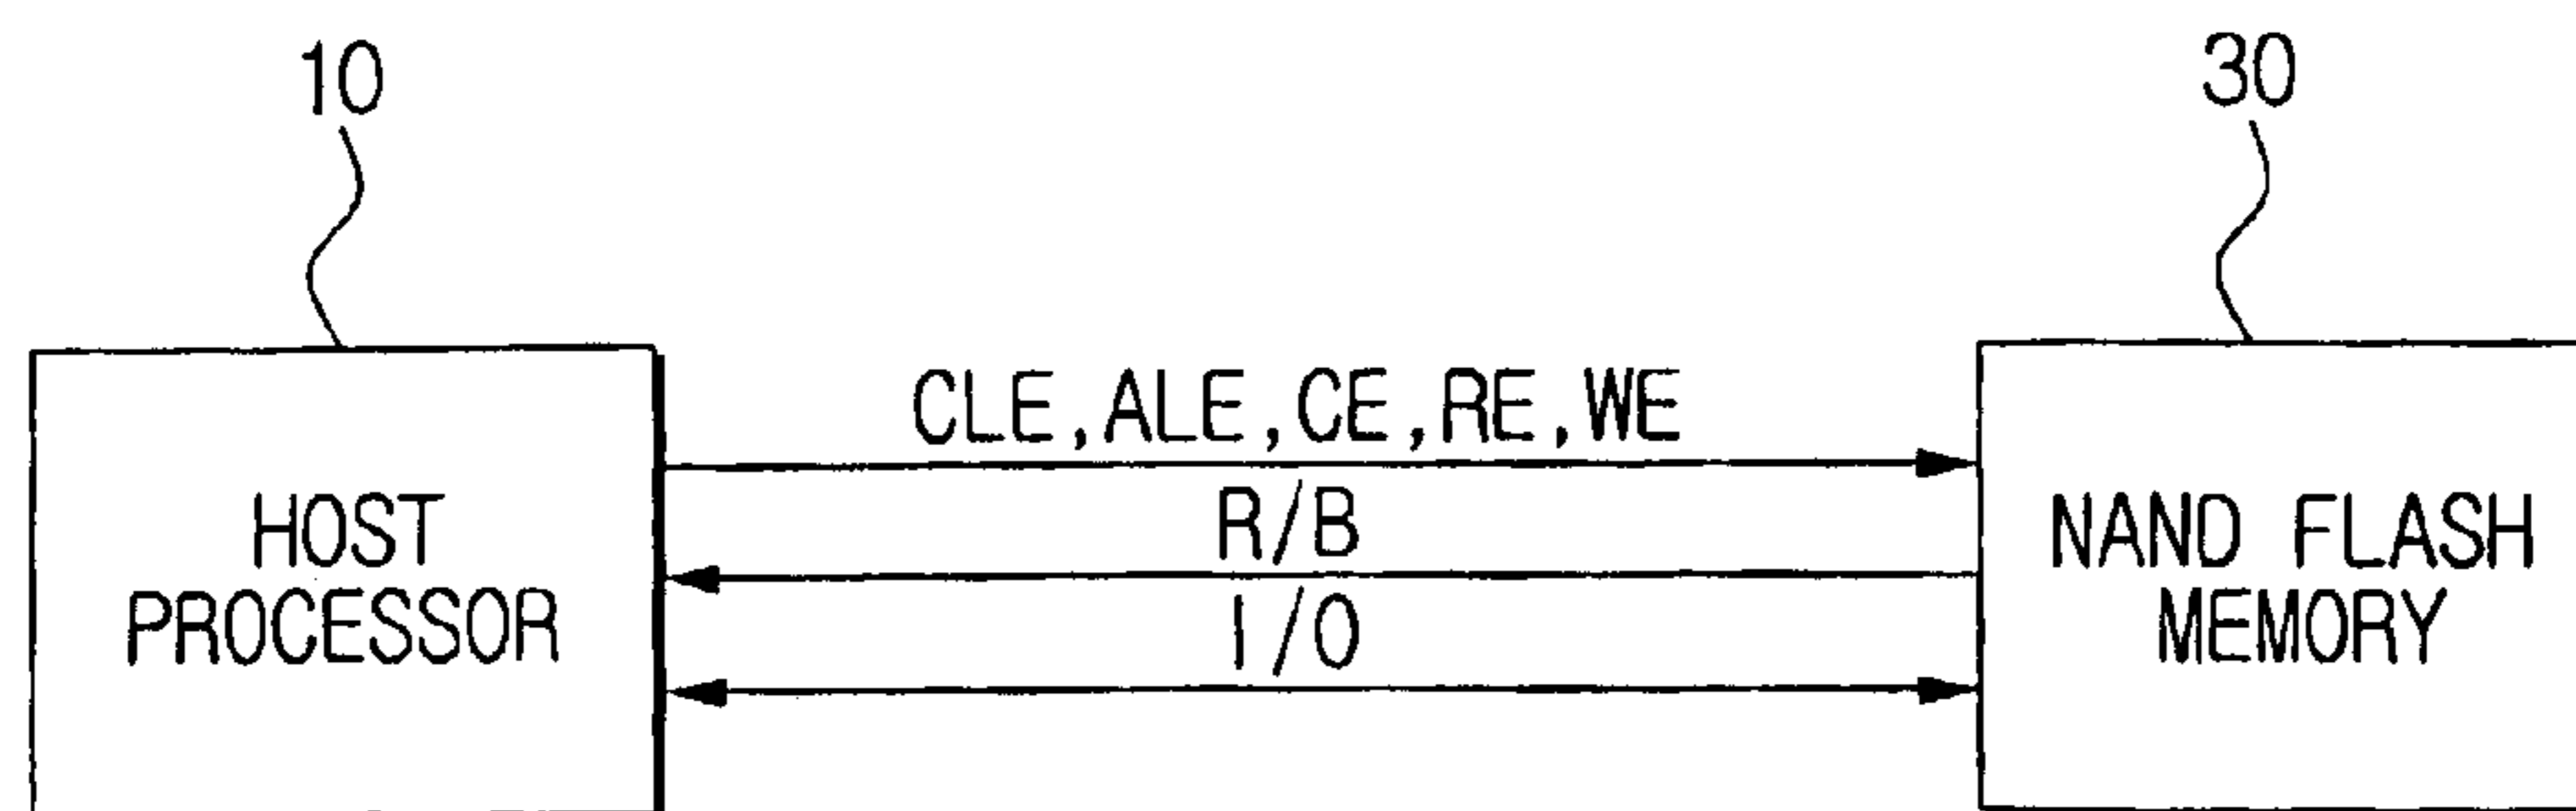 10
30
CLE,ALE,CE,RE,WE
R/B
I/O
HOST
PROCESSOR
NAND FLASH
MEMORY